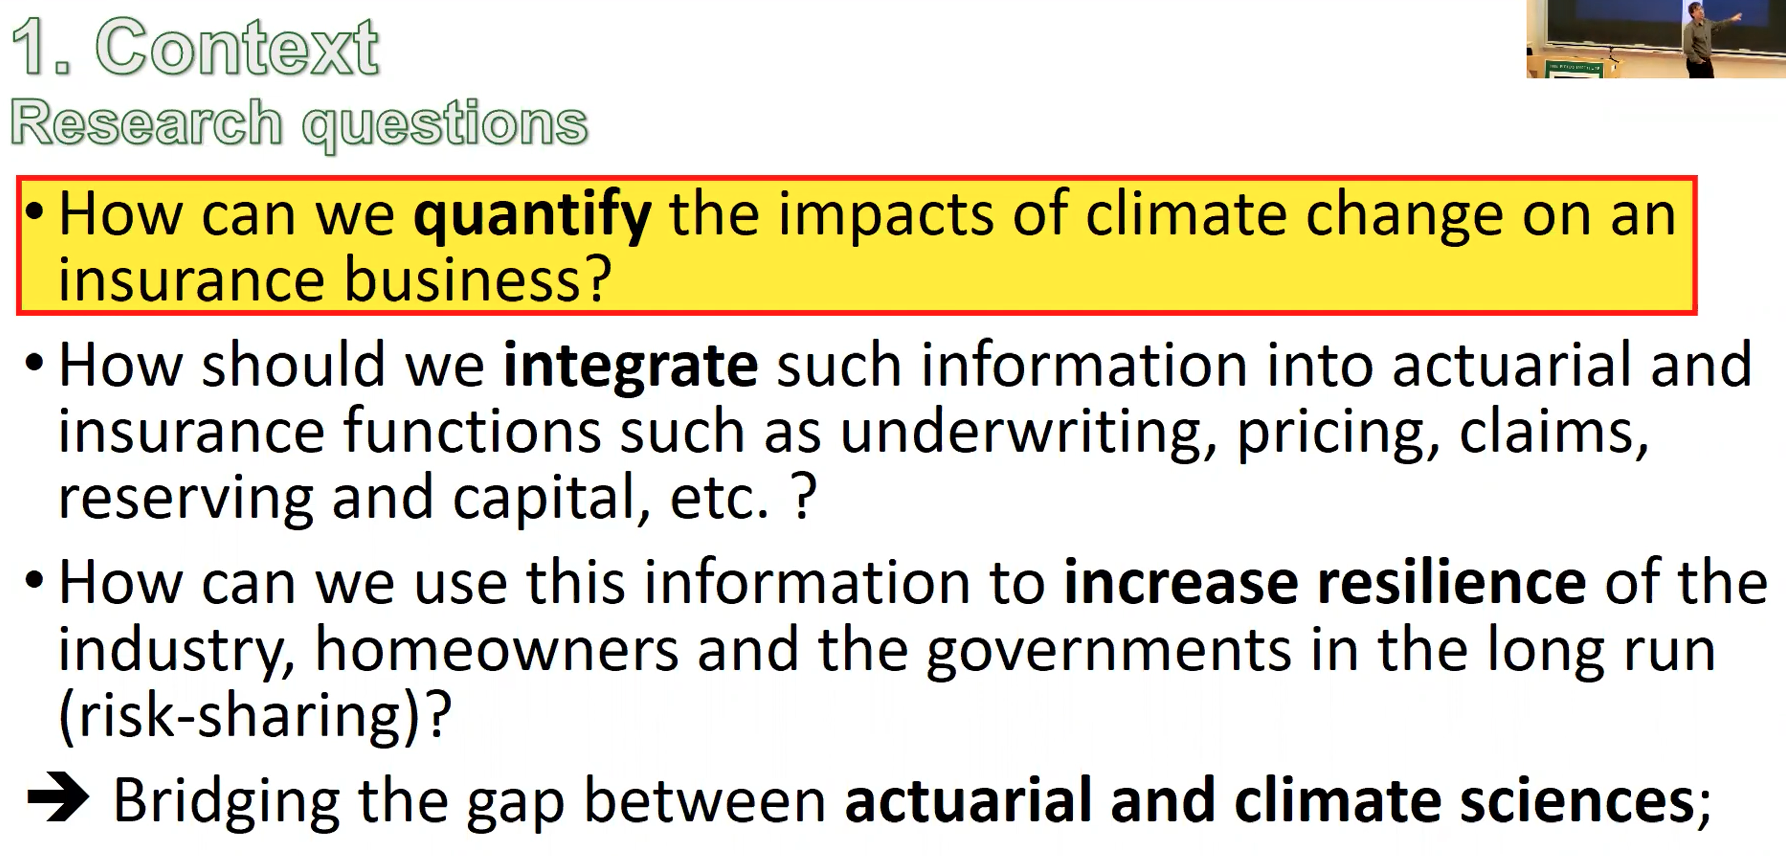 1. Context
Research questions
• How can we quantify the impacts of climate change on an
insurance business?
• How should we integrate such information into actuarial and
insurance functions such as underwriting, pricing, claims,
reserving and capital, etc. ?
• How can we use this information to increase resilience of the
industry, homeowners and the governments in the long run
(risk-sharing)?
➔ Bridging the gap between actuarial and climate sciences;